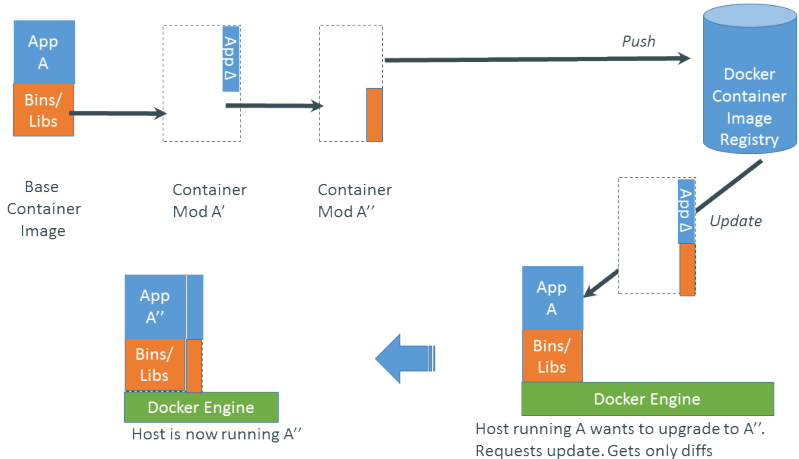 App
A
Bins/
Libs
Base
Container
Image
App Δ
Container
Mod A'
Container
Mod A''
Push
Docker
Container
Image
Registry
App Δ
Update
App
A
Bins/
Libs
Docker Engine
Host running A wants to upgrade to A''.
Requests update. Gets only diffs
App
A''
Bins/
Libs
Docker Engine
Host is now running A''